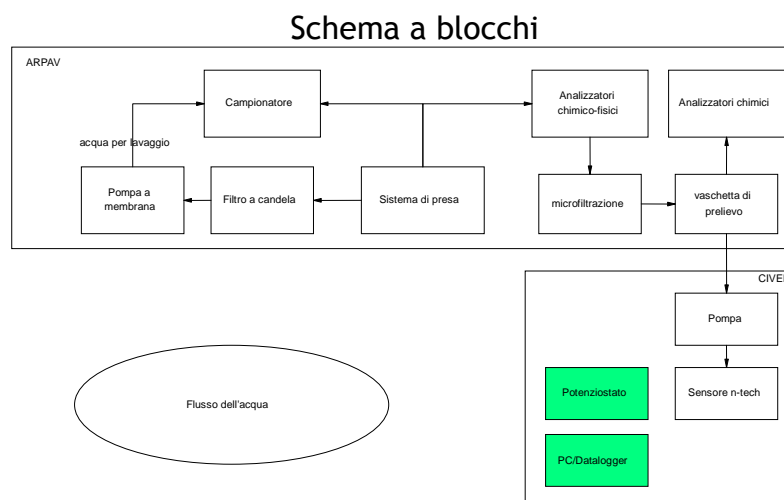 Schema a blocchi
ARPAV
Campionatore
Analizzatori
chimico-fisici
Analizzatori chimici
acqua per lavaggio
Pompa a
membrana
Filtro a candela
Sistema di presa
microfiltrazione
vaschetta di
prelievo
Pompa
Flusso dell'acqua
Potenziostato
Sensore n-tech
PC/Datalogger